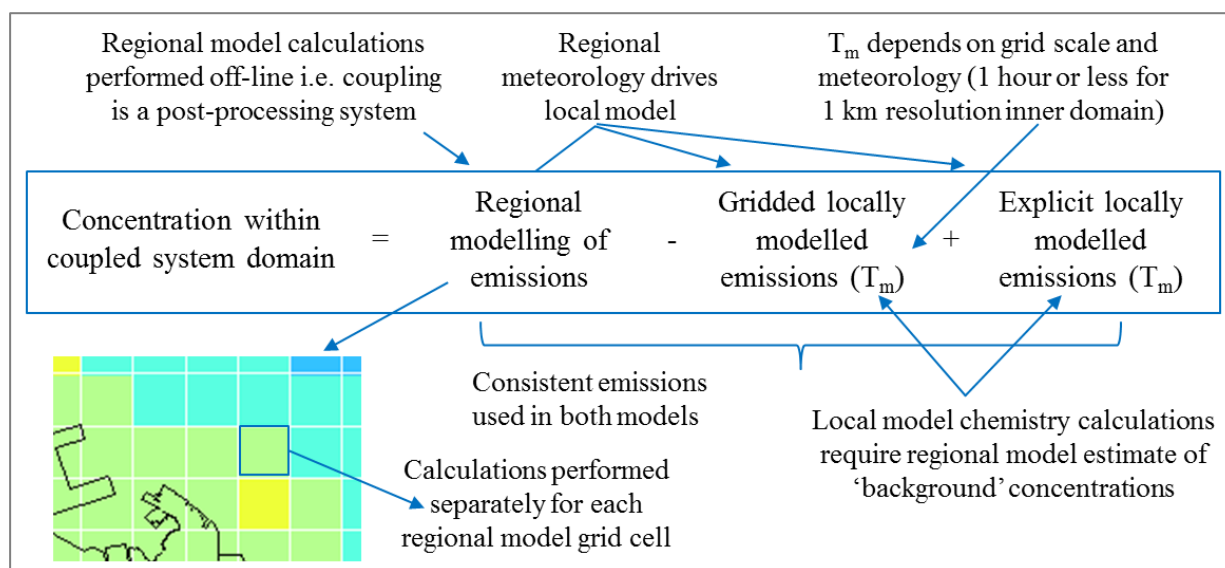 Regional model calculations
performed off-line i.e. coupling
is a post-processing system
Regional
meteorology drives
local model
Tm depends on grid scale and
meteorology (1 hour or less for
1 km resolution inner domain)
Concentration within
coupled system domain
=
Regional
modelling of
emissions
-
Gridded locally
modelled
emissions (Tm)
+
Explicit locally
modelled
emissions (Tm)
Consistent emissions
used in both models
Calculations performed
separately for each
regional model grid cell
Local model chemistry calculations
require regional model estimate of
‘background’ concentrations